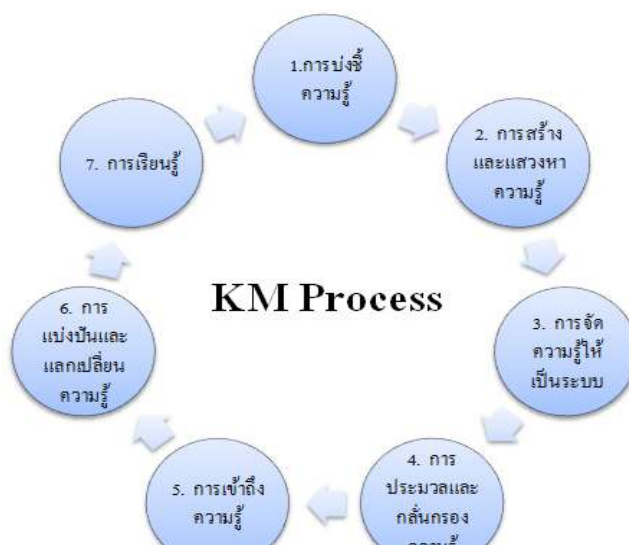 1.การบ่งชี้
ความรู้
2. การสร้าง
และแสวงหา
ความรู้
3. การจัด
ความรู้ให้
เป็นระบบ
4. การ
ประมวลและ
กลั่นกรอง
5. การเข้าถึง
ความรู้
6. การ
แบ่งปันและ
แลกเปลี่ยน
ความรู้
7. การเรียนรู้
KM Process